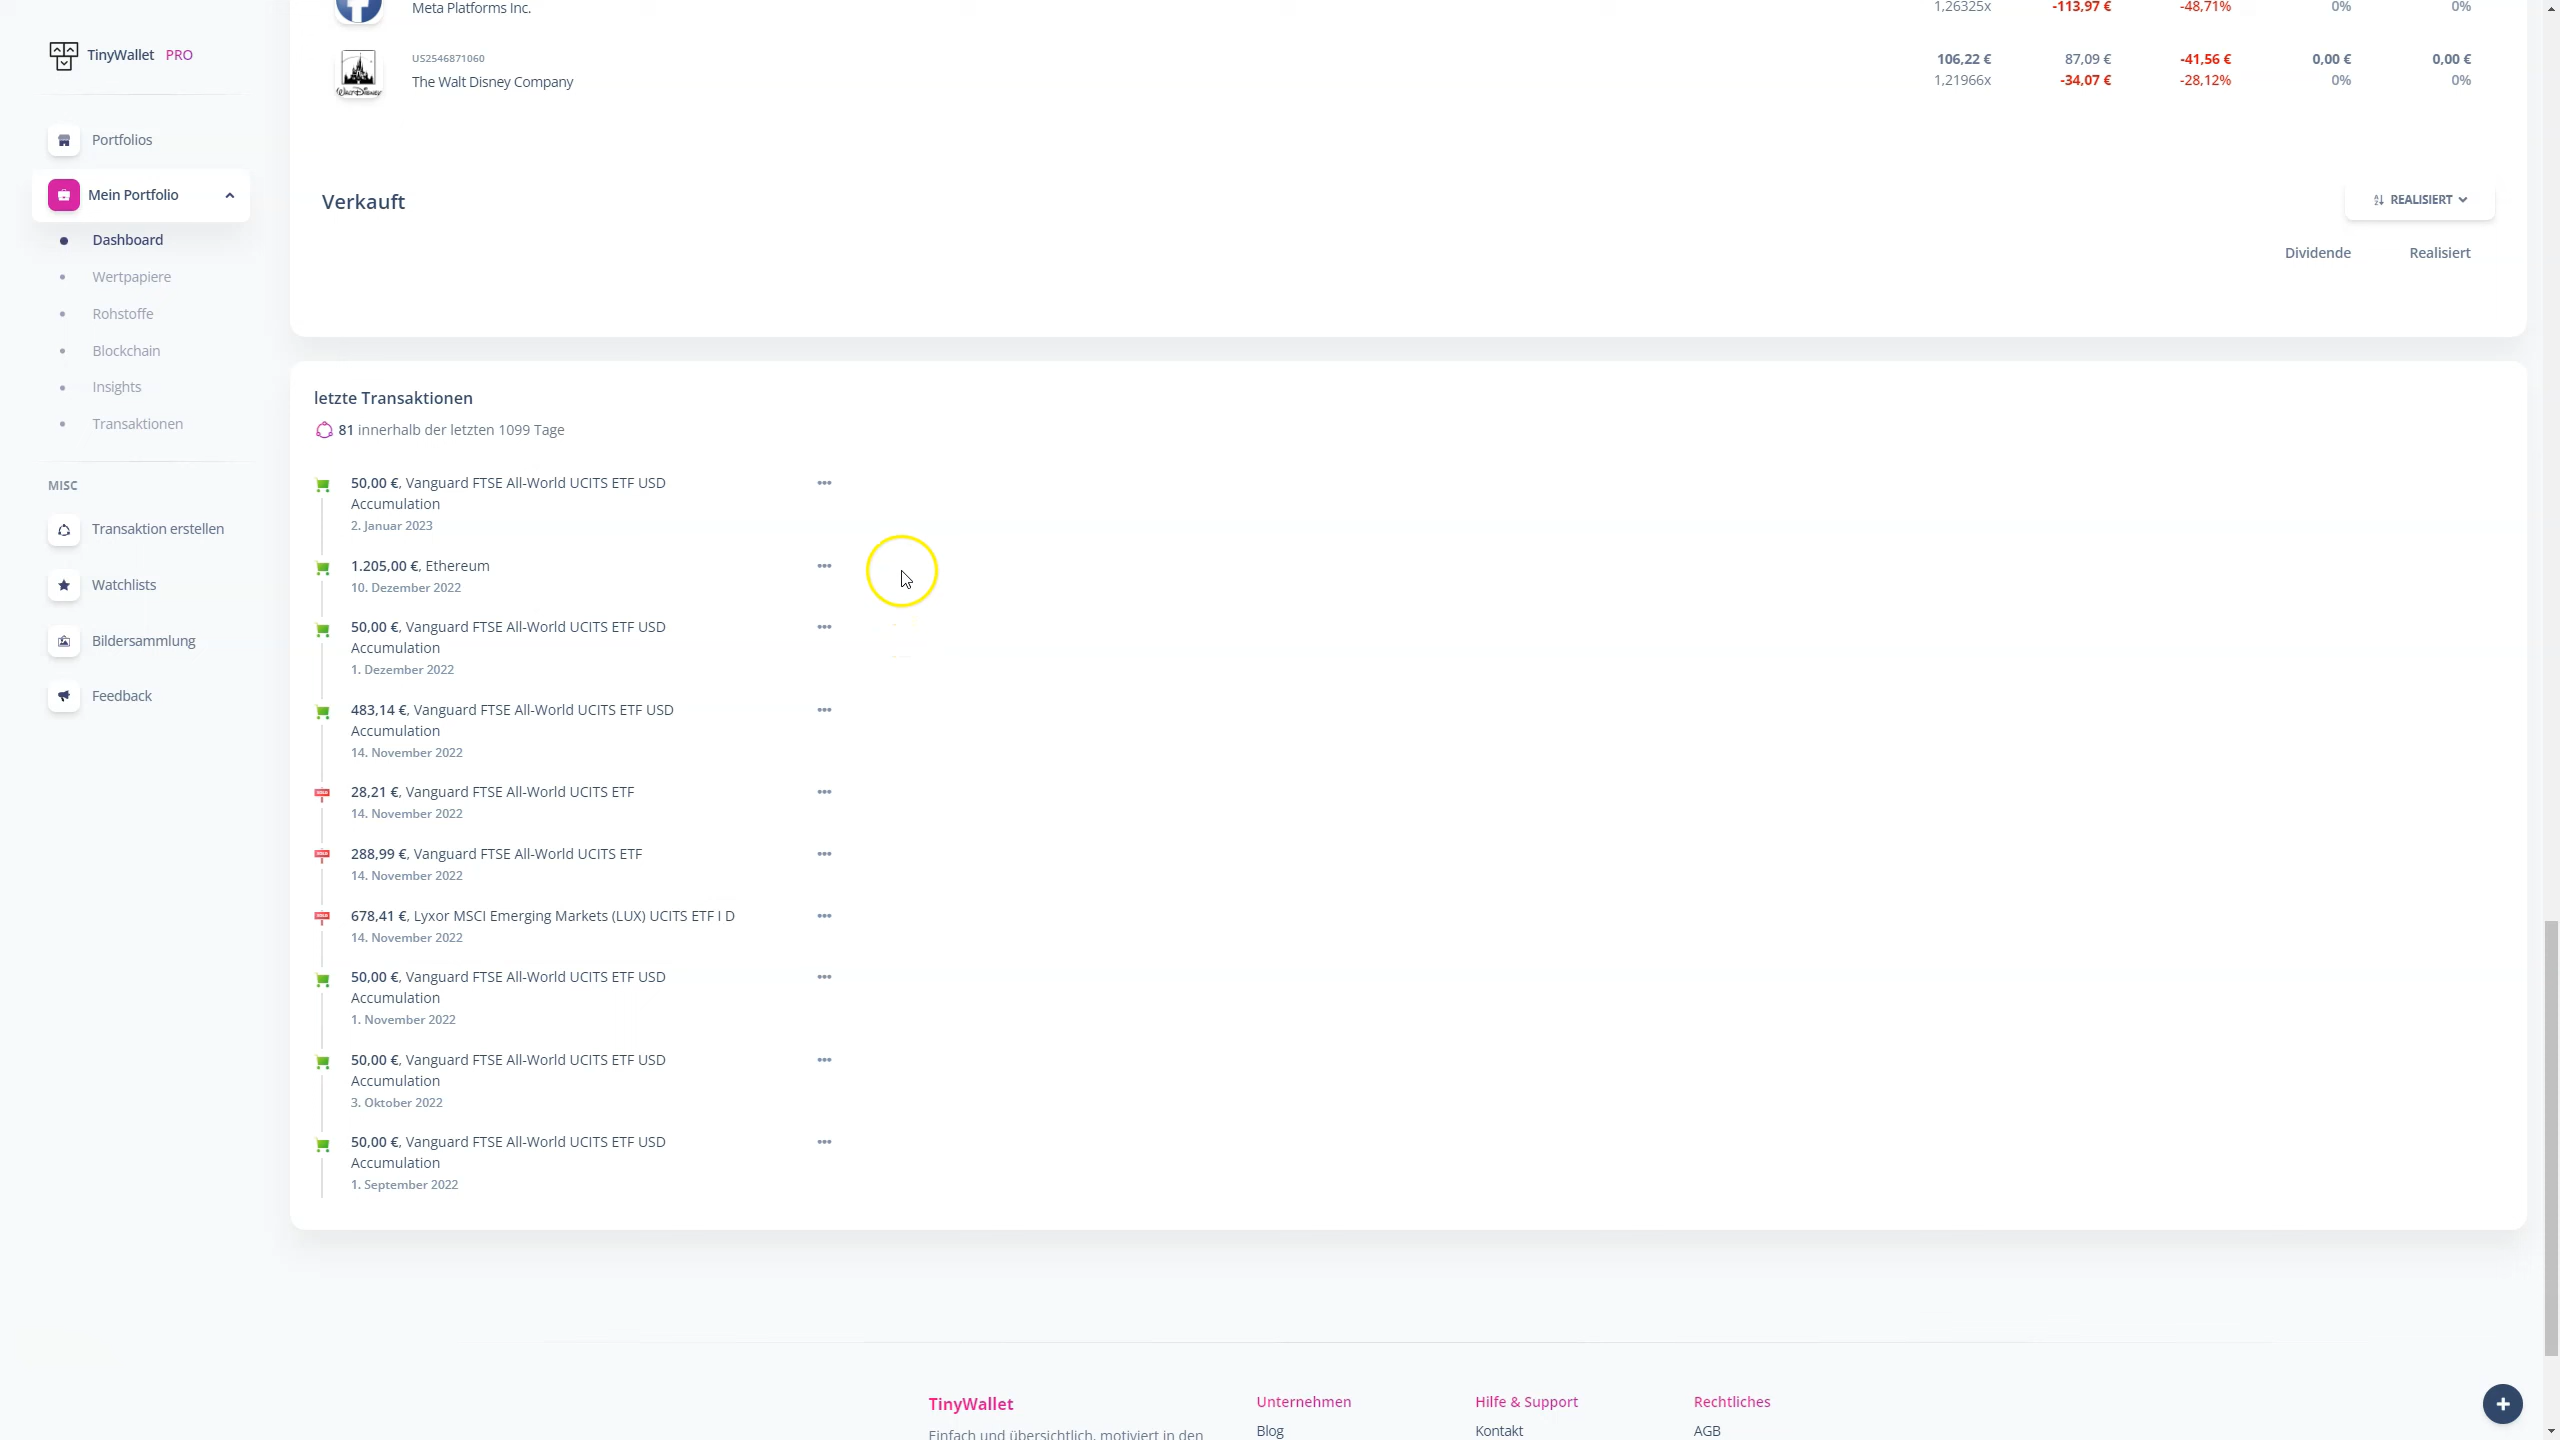 TinyWallet PRO
Portfolios
Mein Portfolio
Dashboard
Wertpapiere
Rohstoffe
Blockchain
Insights
Transaktionen
MISC
Transaktion erstellen
Watchlists
Bildersammlung
Feedback
Meta Platforms Inc.
1,26325x -113,97 € -48,71% 0% 0%
US2546871060
The Walt Disney Company
106,22 € 87,09 € -41,56 € 0,00 € 0,00 €
1,21966x -34,07 € -28,12% 0% 0%
WALT DISNEY
Verkauft
REALISIERT
Dividende Realisiert
letzte Transaktionen
81 innerhalb der letzten 1099 Tage
50,00 €, Vanguard FTSE All-World UCITS ETF USD
Accumulation
2. Januar 2023
1.205,00 €, Ethereum
10. Dezember 2022
50,00 €, Vanguard FTSE All-World UCITS ETF USD
Accumulation
1. Dezember 2022
483,14 €, Vanguard FTSE All-World UCITS ETF USD
Accumulation
14. November 2022
28,21 €, Vanguard FTSE All-World UCITS ETF
14. November 2022
288,99 €, Vanguard FTSE All-World UCITS ETF
14. November 2022
678,41 €, Lyxor MSCI Emerging Markets (LUX) UCITS ETF I D
14. November 2022
50,00 €, Vanguard FTSE All-World UCITS ETF USD
Accumulation
1. November 2022
50,00 €, Vanguard FTSE All-World UCITS ETF USD
Accumulation
3. Oktober 2022
50,00 €, Vanguard FTSE All-World UCITS ETF USD
Accumulation
1. September 2022
TinyWallet
Einfach und übersichtlich, motiviert in den
Unternehmen
Blog
Hilfe & Support
Kontakt
Rechtliches
AGB